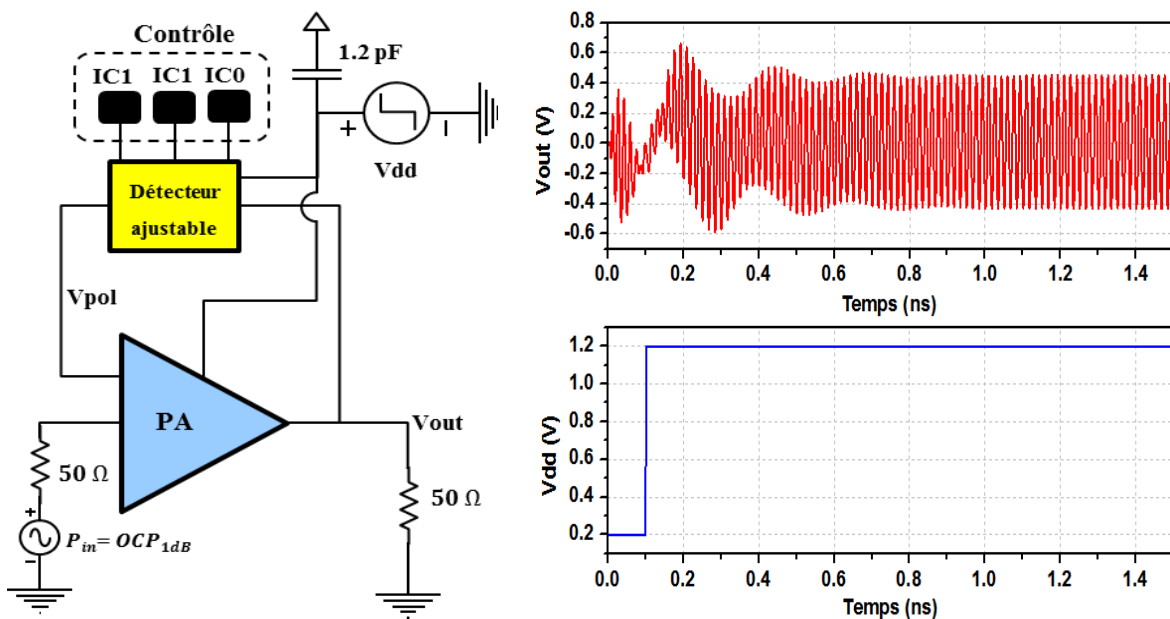 Contrôle
IC1 IC1 IC0
1.2 pF
+ −
Vdd
Détecteur
ajustable
Vpol
PA
Vout
50 Ω
50 Ω
+
−
P_in= OCP_1dB
Vout (V)
0.8
0.6
0.4
0.2
0.0
-0.2
-0.4
-0.6
0.0 0.2 0.4 0.6 0.8 1.0 1.2 1.4
Temps (ns)
Vdd (V)
1.2
1.0
0.8
0.6
0.4
0.2
0.0 0.2 0.4 0.6 0.8 1.0 1.2 1.4
Temps (ns)